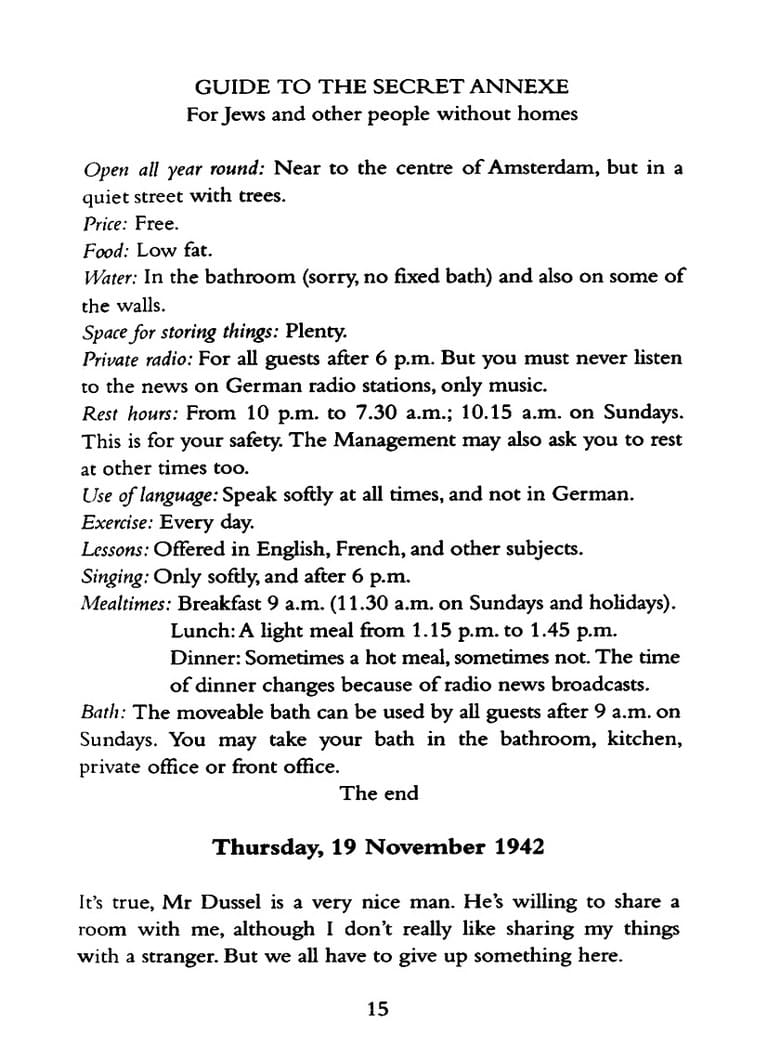 GUIDE TO THE SECRET ANNEXE
For Jews and other people without homes
Open all year round: Near to the centre of Amsterdam, but in a
quiet street with trees.
Price: Free.
Food: Low fat.
Water: In the bathroom (sorry, no fixed bath) and also on some of
the walls.
Space for storing things: Plenty.
Private radio: For all guests after 6 p.m. But you must never listen
to the news on German radio stations, only music.
Rest hours: From 10 p.m. to 7.30 a.m.; 10.15 a.m. on Sundays.
This is for your safety. The Management may also ask you to rest
at other times too.
Use of language: Speak softly at all times, and not in German.
Exercise: Every day.
Lessons: Offered in English, French, and other subjects.
Singing: Only softly, and after 6 p.m.
Mealtimes: Breakfast 9 a.m. (11.30 a.m. on Sundays and holidays).
Lunch: A light meal from 1.15 p.m. to 1.45 p.m.
Dinner: Sometimes a hot meal, sometimes not. The time
of dinner changes because of radio news broadcasts.
Bath: The moveable bath can be used by all guests after 9 a.m. on
Sundays. You may take your bath in the bathroom, kitchen,
private office or front office.
The end
Thursday, 19 November 1942
It's true, Mr Dussel is a very nice man. He's willing to share a
room with me, although I don't really like sharing my things
with a stranger. But we all have to give up something here.
15